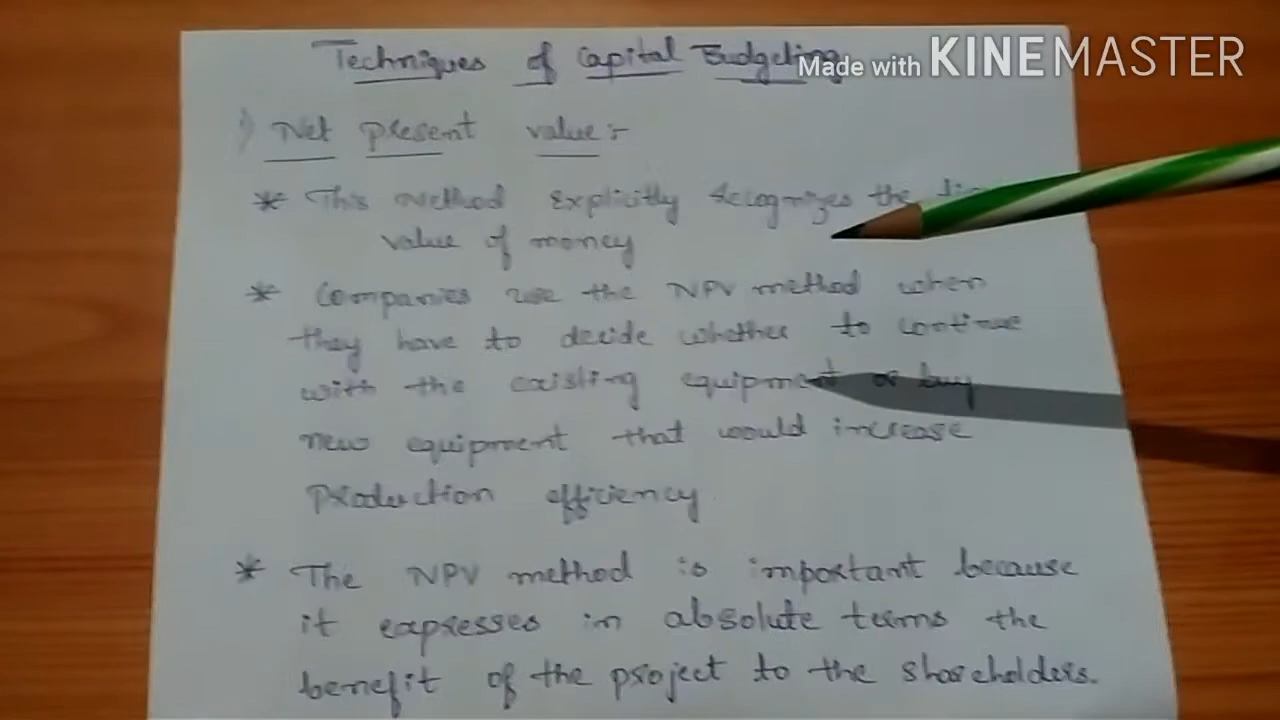 Techniques of Capital Budgeting
Made with KINEMASTER
Net present value :-
* This method explicitly recognizes the
value of money
* Companies use the NPV method when
they have to decide whether to continue
with the existing equipment or buy
new equipment that would increase
production efficiency
* The NPV method is important because
it expresses in absolute terms the
benefit of the project to the shareholders.